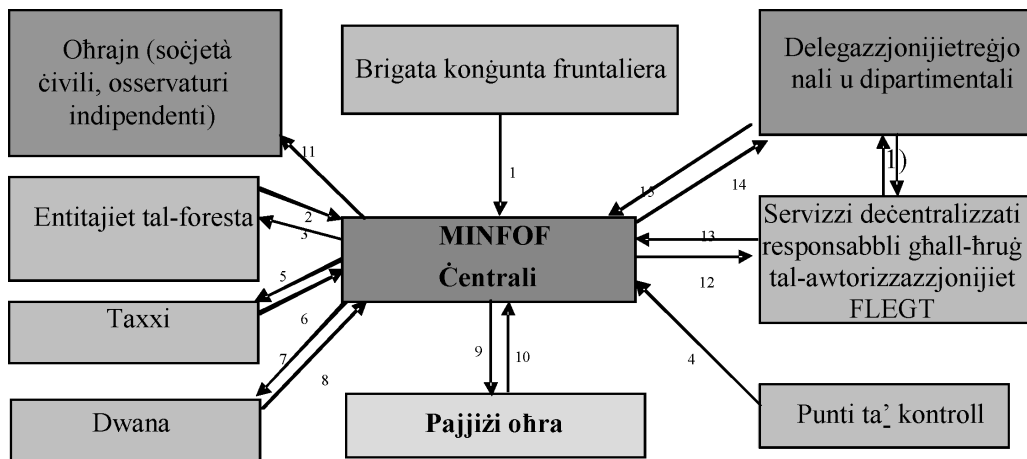 Oħrajn (soċjetà
ċivili, osservaturi
indipendenti)
Brigata konġunta fruntaliera
Delegazzjonijietreġjo
nali u dipartimentali
11
1
15
14
1)
Entitajiet tal-foresta
2
3
MINFOF
Ċentrali
13
12
Servizzi deċentralizzati
responsabbli għall-ħruġ
tal-awtorizzazzjonijiet
FLEGT
5
Taxxi
6
7
8
9
10
4
Dwana
Pajjiżi oħra
Punti ta’ kontroll